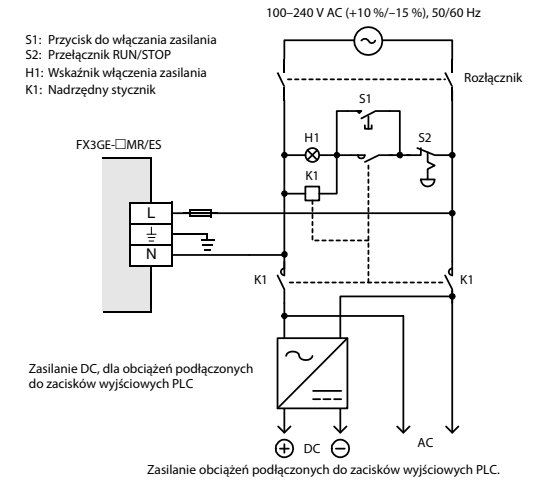 100–240 V AC (+10 %/–15 %), 50/60 Hz
S1: Przycisk do włączania zasilania
S2: Przełącznik RUN/STOP
H1: Wskaźnik włączenia zasilania
K1: Nadrzędny stycznik
Rozłącznik
S1
FX3GE-□MR/ES
H1
S2
K1
L
N
K1
K1
Zasilanie DC, dla obciążeń podłączonych
do zacisków wyjściowych PLC
DC
AC
Zasilanie obciążeń podłączonych do zacisków wyjściowych PLC.